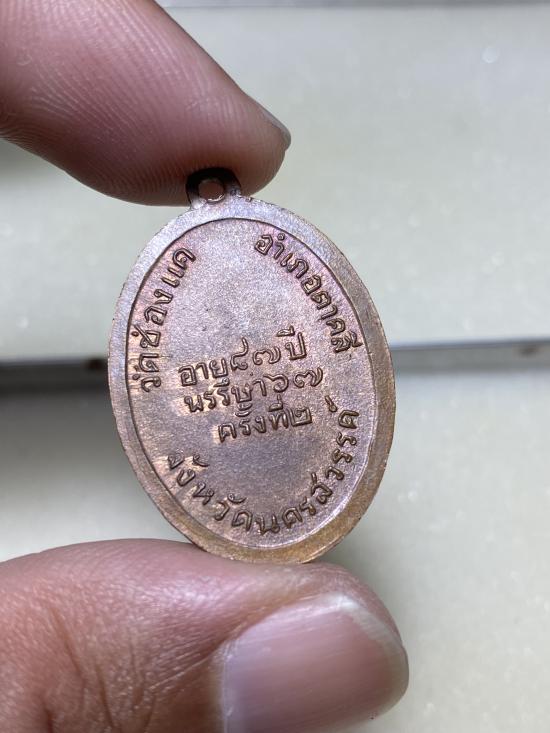 วัดช่องแค
อำเภอตาคลี
อายุ๘๗ปี
พรรษา๖๗
ครั้งที่๒
จังหวัดนครสวรรค์